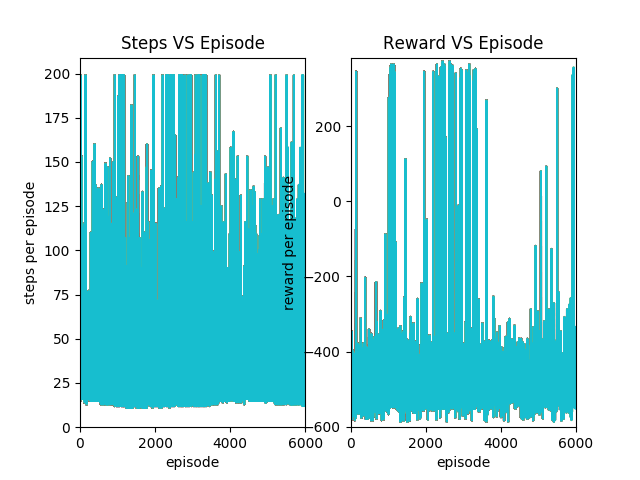 Steps VS Episode
steps per episode
200
175
150
125
100
75
50
25
0
0 2000 4000 6000
episode
Reward VS Episode
reward per episode
200
0
−200
−400
−600
0 2000 4000 6000
episode